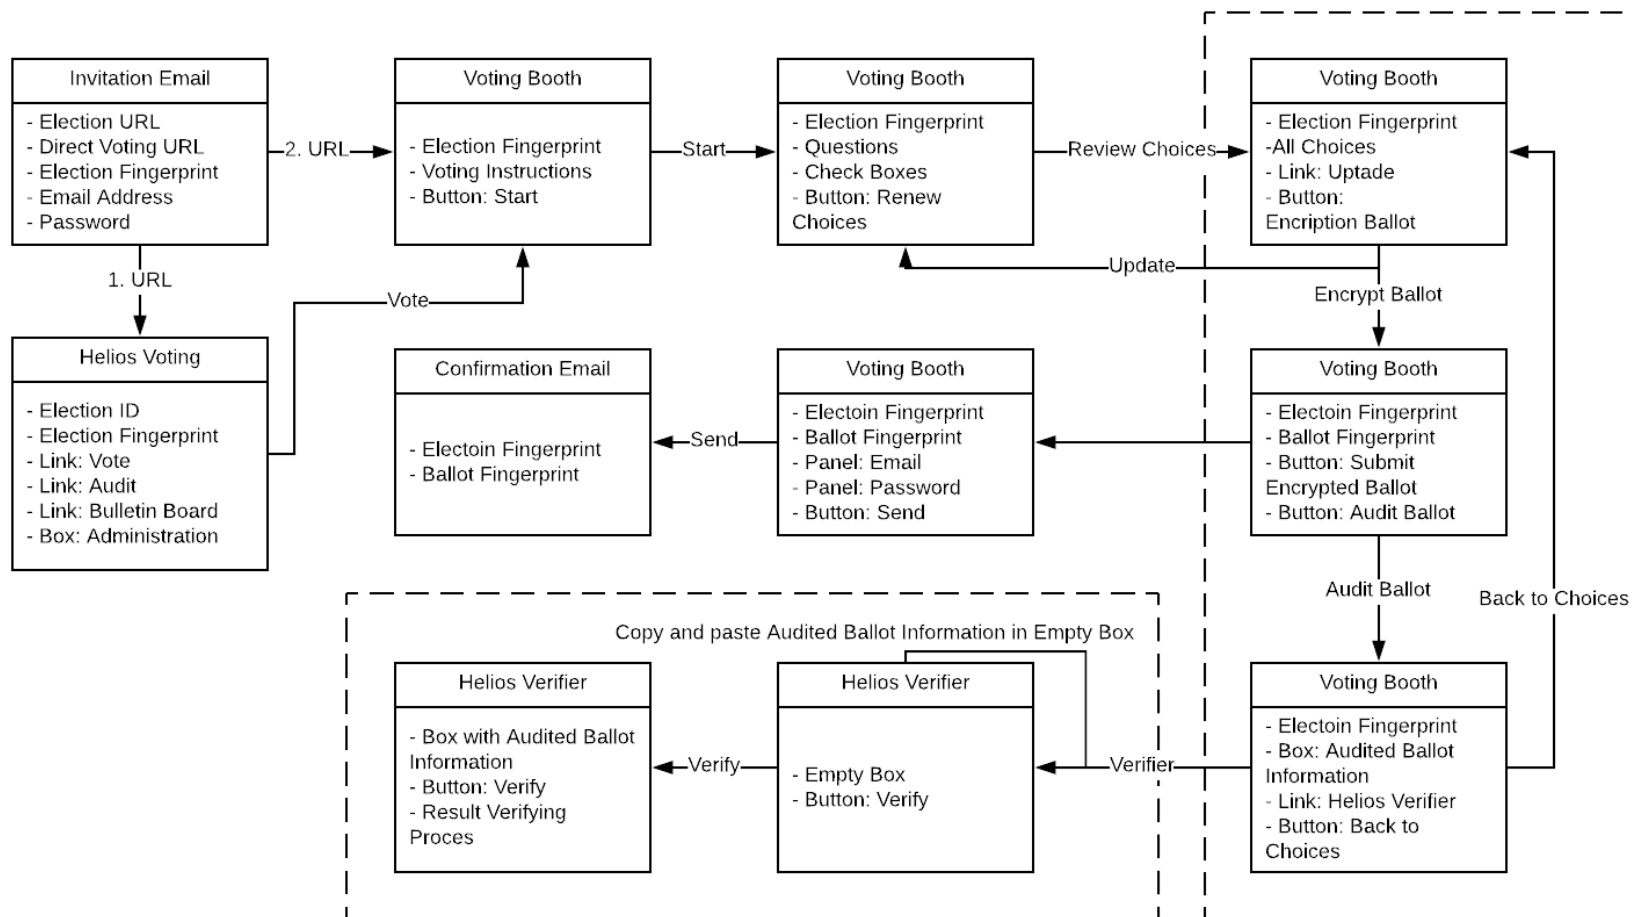 Invitation Email
- Election URL
- Direct Voting URL
- Election Fingerprint
- Email Address
- Password
2. URL
Voting Booth
- Election Fingerprint
- Voting Instructions
- Button: Start
Start
Voting Booth
- Election Fingerprint
- Questions
- Check Boxes
- Button: Renew
Choices
Review Choices
Voting Booth
- Election Fingerprint
-All Choices
- Link: Uptade
- Button:
Encription Ballot
1. URL
Vote
Update
Encrypt Ballot
Helios Voting
- Election ID
- Election Fingerprint
- Link: Vote
- Link: Audit
- Link: Bulletin Board
- Box: Administration
Confirmation Email
- Electoin Fingerprint
- Ballot Fingerprint
Send
Voting Booth
- Electoin Fingerprint
- Ballot Fingerprint
- Panel: Email
- Panel: Password
- Button: Send
Voting Booth
- Electoin Fingerprint
- Ballot Fingerprint
- Button: Submit
Encrypted Ballot
- Button: Audit Ballot
Audit Ballot
Back to Choices
Copy and paste Audited Ballot Information in Empty Box
Helios Verifier
- Box with Audited Ballot
Information
- Button: Verify
- Result Verifying
Proces
Verify
Helios Verifier
- Empty Box
- Button: Verify
Verifier
Voting Booth
- Electoin Fingerprint
- Box: Audited Ballot
Information
- Link: Helios Verifier
- Button: Back to
Choices